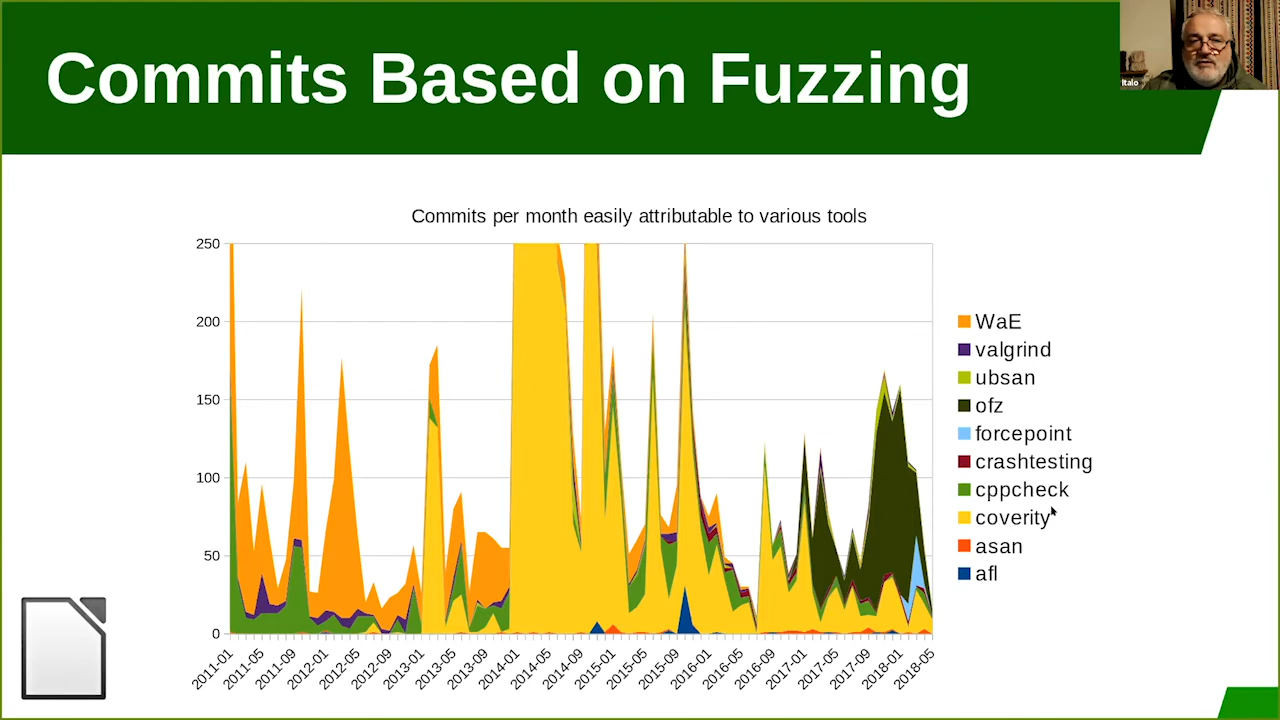 Commits Based on Fuzzing
Italo
Commits per month easily attributable to various tools
250
200
150
100
50
0
WaE
valgrind
ubsan
ofz
forcepoint
crashtesting
cppcheck
coverity
asan
afl
2011-01
2011-05
2011-09
2012-01
2012-05
2012-09
2013-01
2013-05
2013-09
2014-01
2014-05
2014-09
2015-01
2015-05
2015-09
2016-01
2016-05
2016-09
2017-01
2017-05
2017-09
2018-01
2018-05